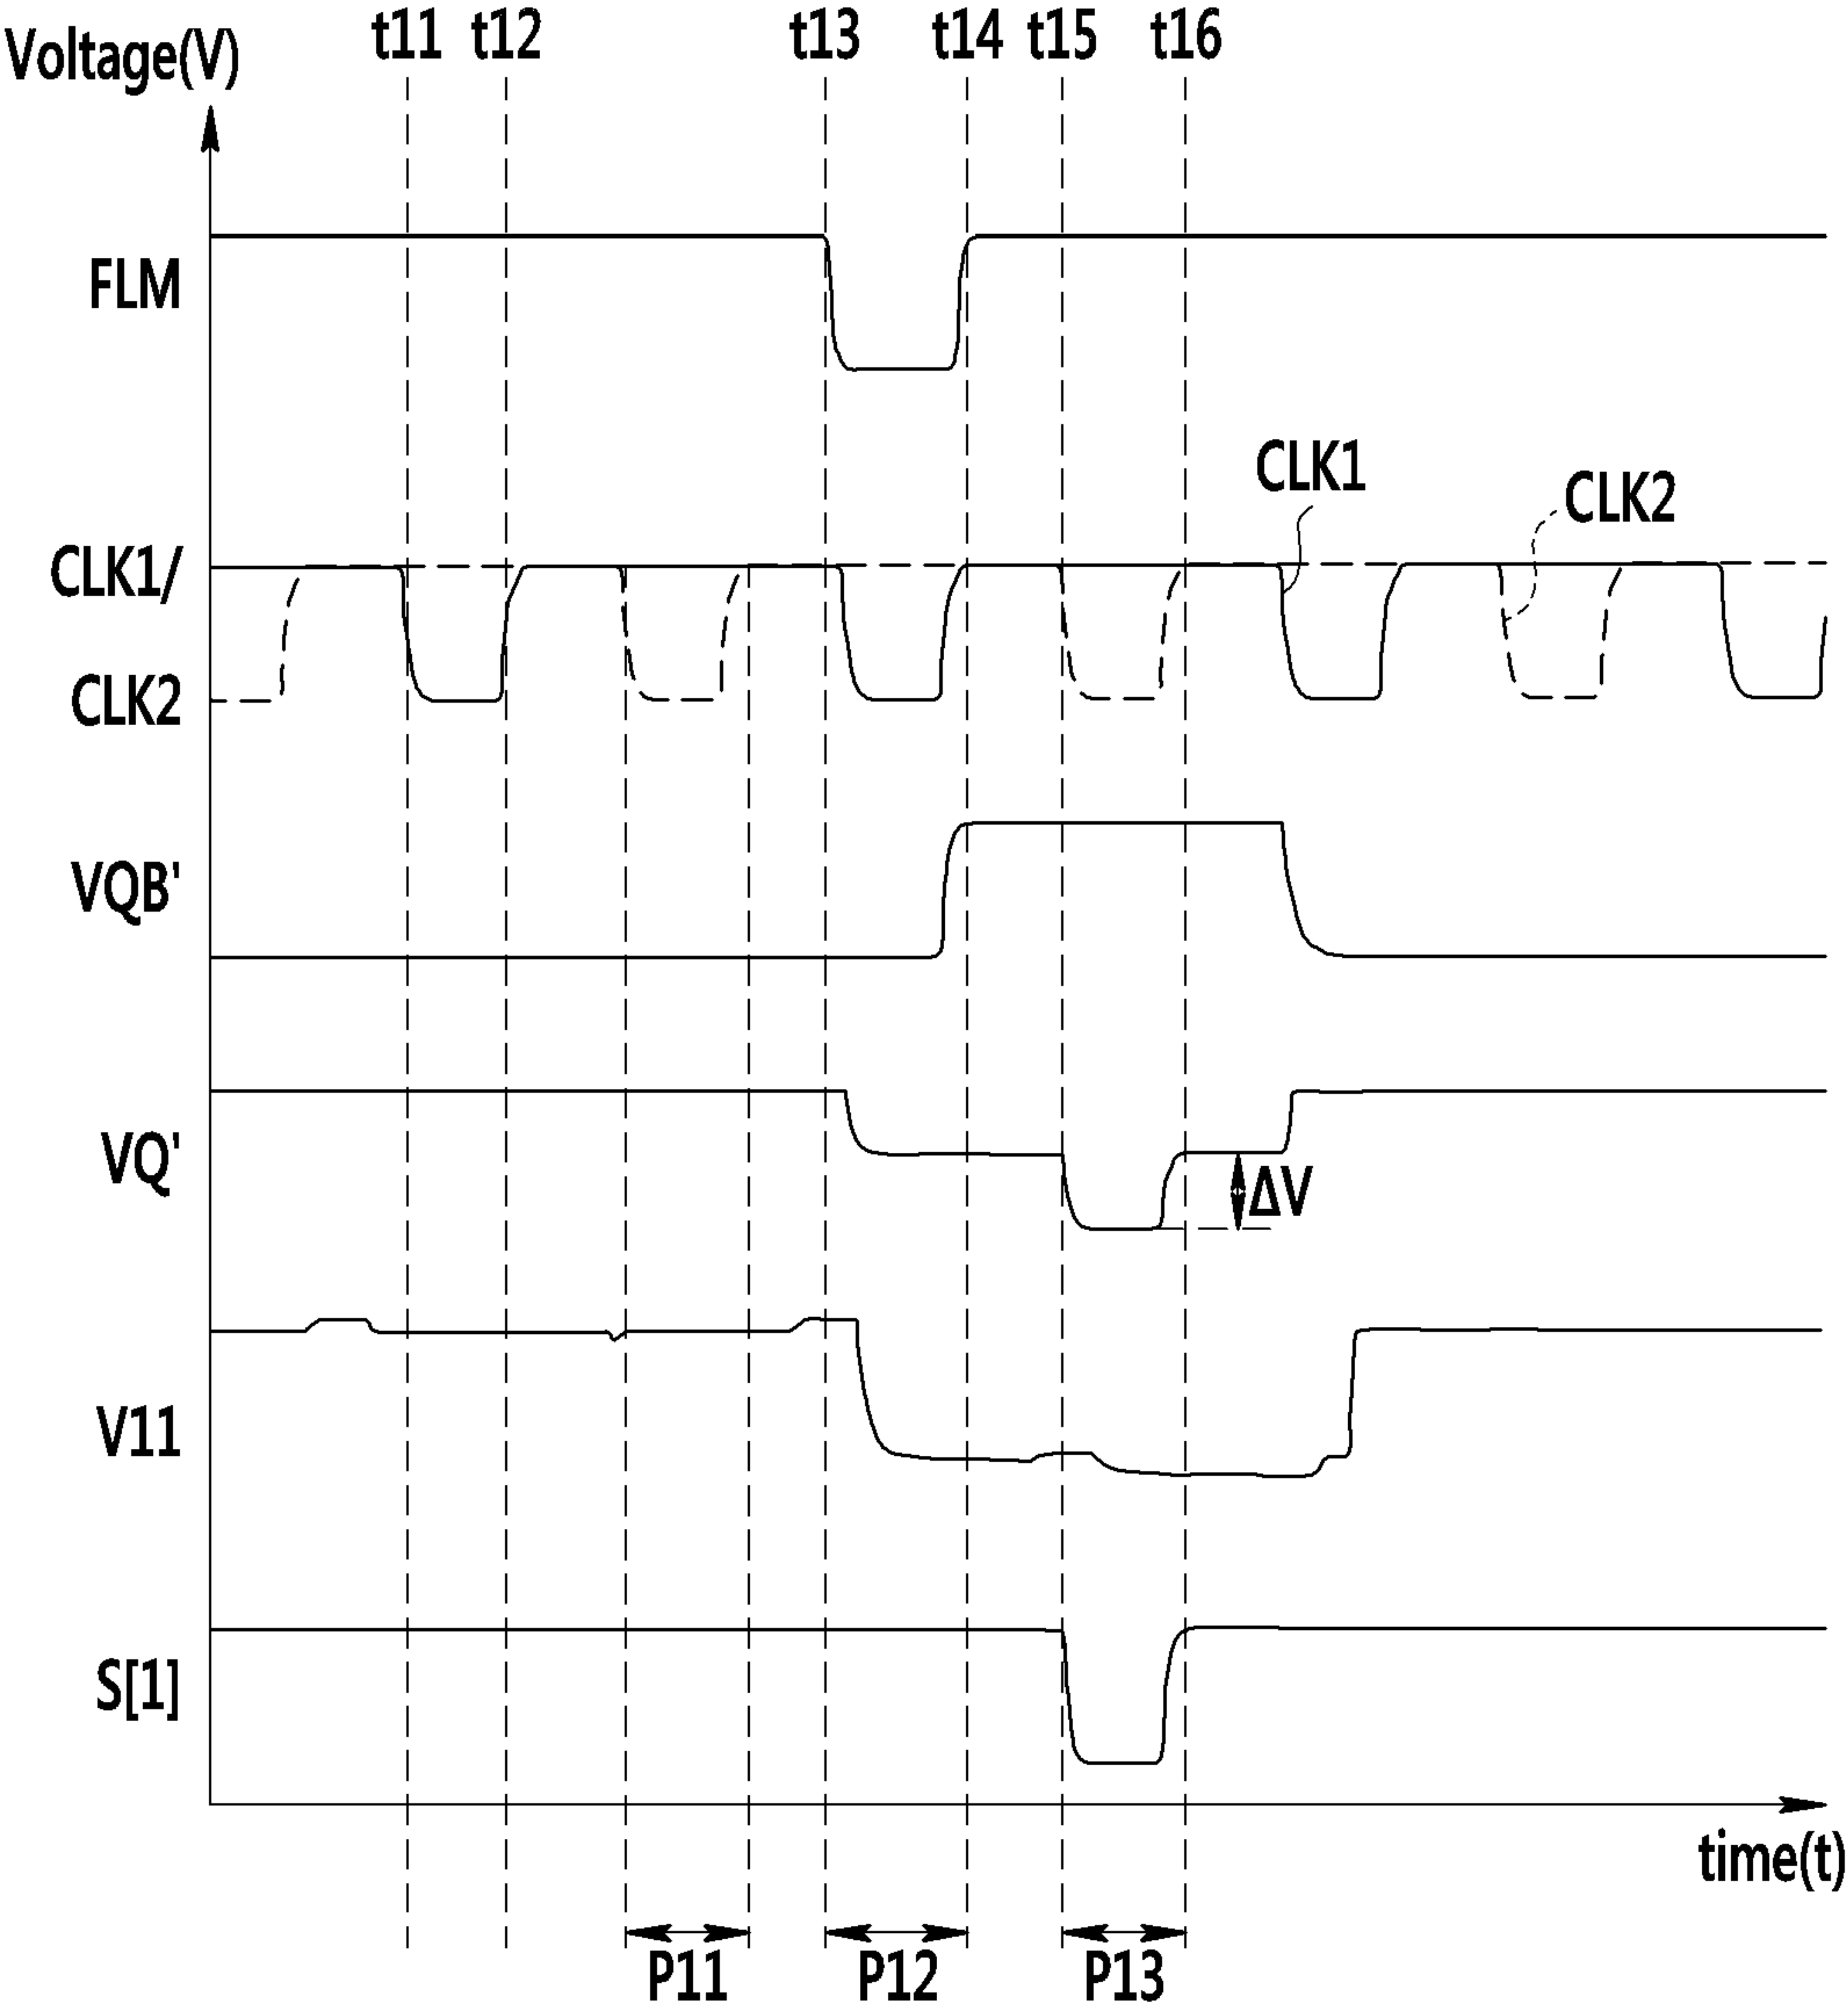 Voltage(V)
t11 t12 t13 t14 t15 t16
FLM
CLK1
CLK2
CLK1/
CLK2
VQB'
VQ'
ΔV
V11
S[1]
time(t)
P11 P12 P13